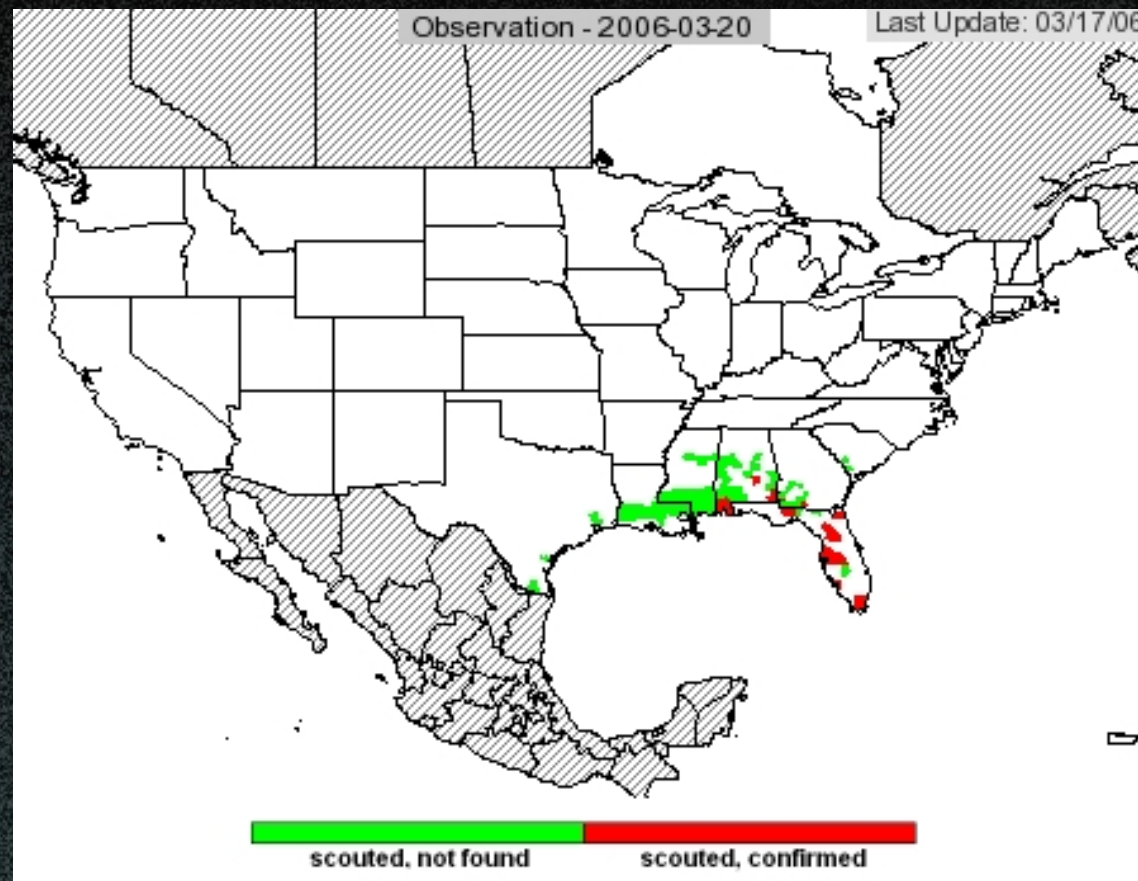 Observation - 2006-03-20
Last Update: 03/17/06
scouted, not found
scouted, confirmed